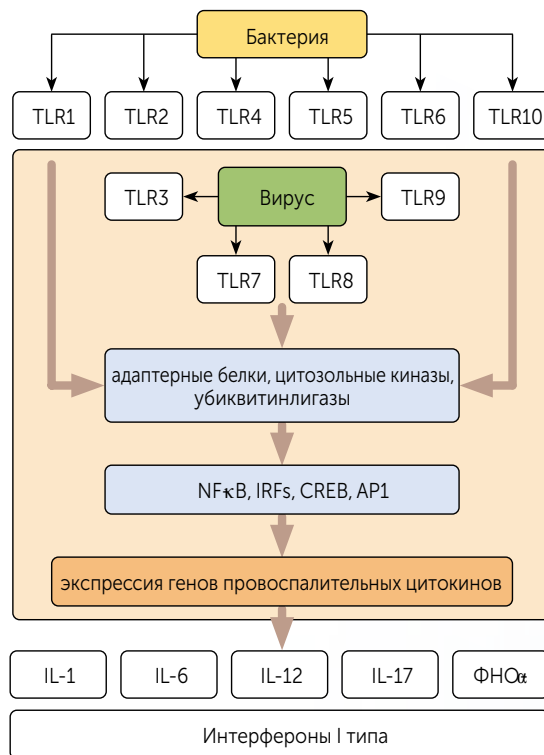 Бактерия
TLR1 TLR2 TLR4 TLR5 TLR6 TLR10
TLR3 Вирус TLR9
TLR7 TLR8
адаптерные белки, цитозольные киназы,
убиквитинлигазы
NFκB, IRFs, CREB, AP1
экспрессия генов провоспалительных цитокинов
IL-1 IL-6 IL-12 IL-17 ФНОα
Интерфероны I типа